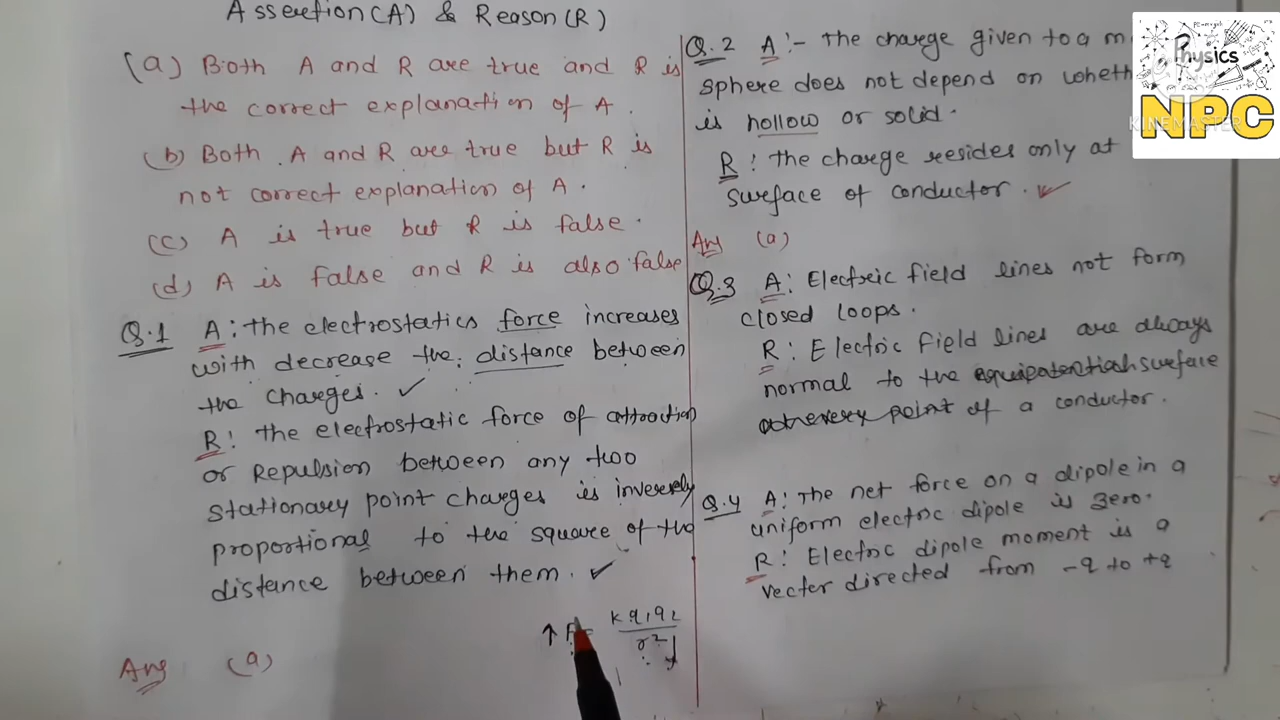 Assertion(A) & Reason(R)
(a) Both A and R are true and R is
the correct explanation of A.
(b) Both A and R are true but R is
not correct explanation of A.
(c) A is true but R is false.
(d) A is false and R is also false
Q.1 A: the electrostatics force increases
with decrease the distance between
the charges. ✓
R: the electrostatic force of attraction
or Repulsion between any two
stationary point charges is inversely
proportional to the square of the
distance between them. ✓
↑ F = k q1q2
r2↓
Ans (a)
Q.2 A:- The charge given to a m
sphere does not depend on wheth
is hollow or solid.
R: the charge resides only at
surface of conductor. ✓
Ans (a)
Q.3 A: Electric field lines not form
closed loops.
R: Electric field lines are always
normal to the equipotential surface
at every point of a conductor.
Q.4 A: The net force on a dipole in a
uniform electric dipole is zero.
R: Electric dipole moment is a
vector directed from -q to +q
Physics
NPC
KINEMASTER